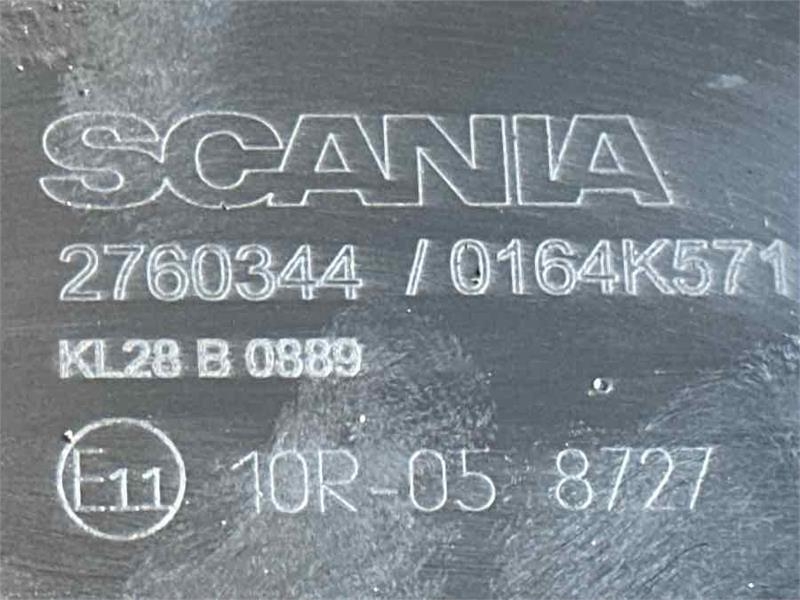 SCANIA
2760344 / 0164K571
KL28 B 0889
E11 10R-05 8727